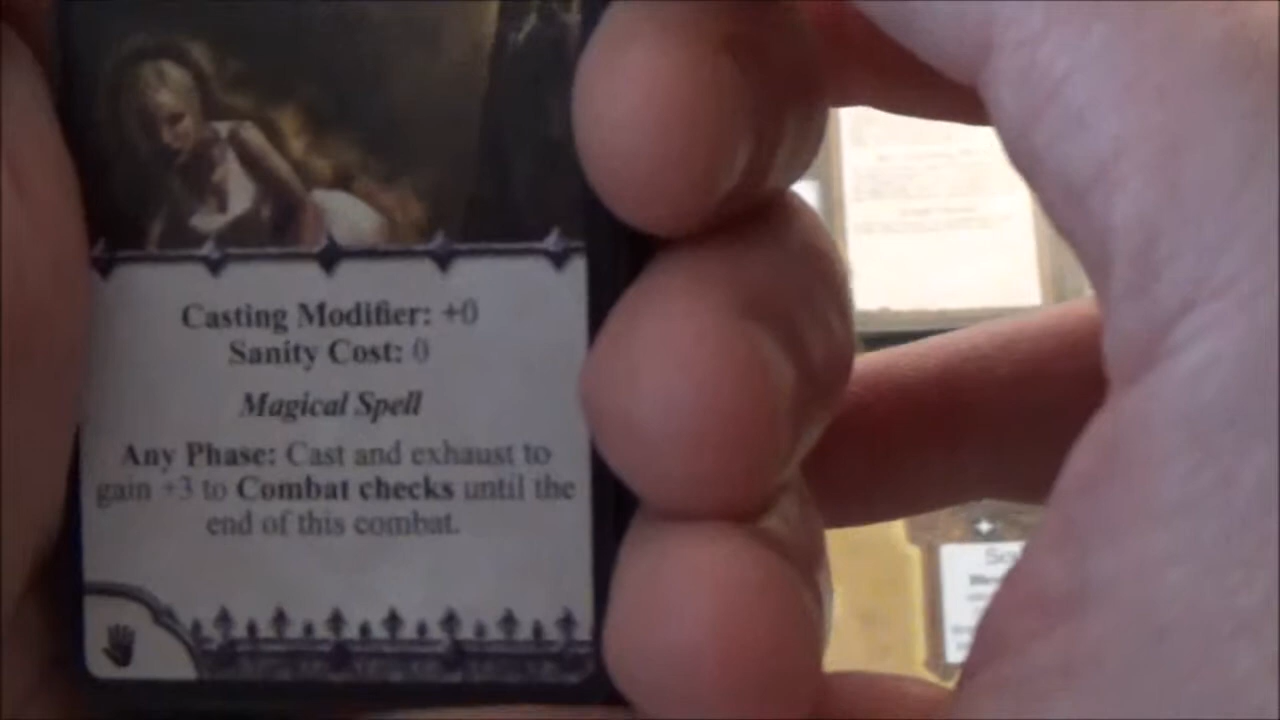 Casting Modifier: +0
Sanity Cost: 0
Magical Spell
Any Phase: Cast and exhaust to
gain +3 to Combat checks until the
end of this combat.